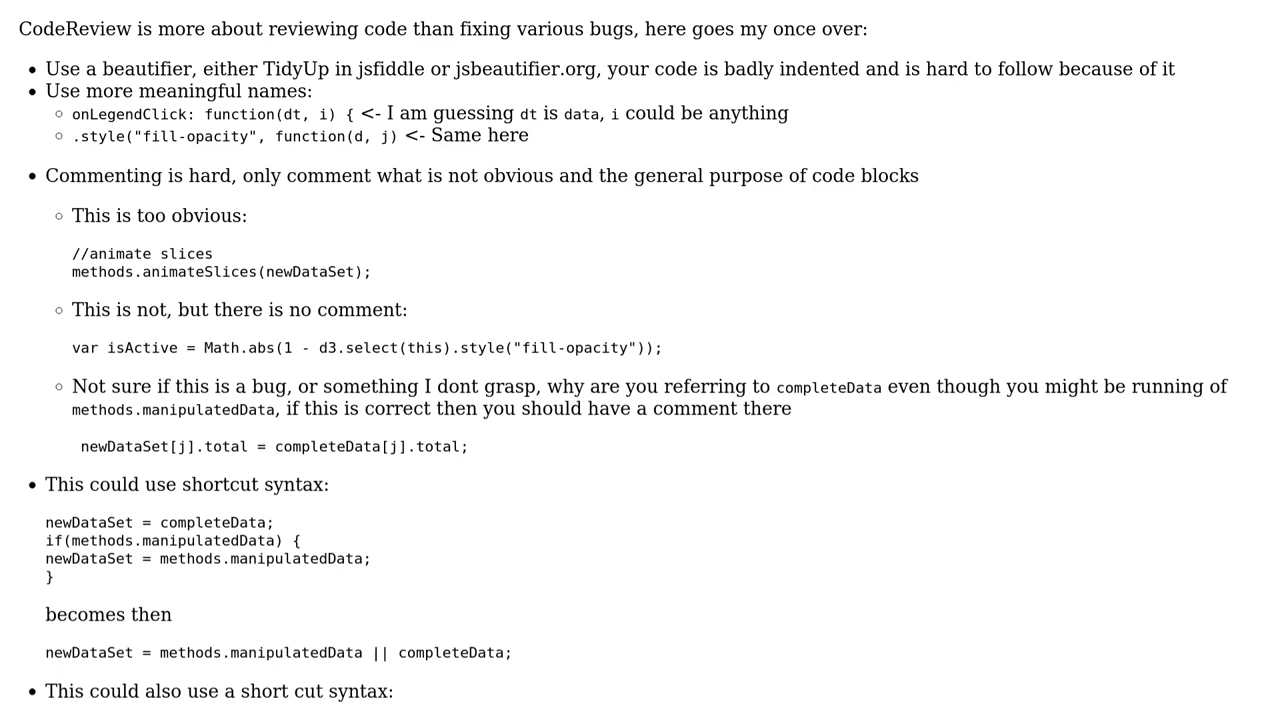 CodeReview is more about reviewing code than fixing various bugs, here goes my once over:
Use a beautifier, either TidyUp in jsfiddle or jsbeautifier.org, your code is badly indented and is hard to follow because of it
Use more meaningful names:
onLegendClick: function(dt, i) { <- I am guessing dt is data, i could be anything
.style("fill-opacity", function(d, j) <- Same here
Commenting is hard, only comment what is not obvious and the general purpose of code blocks
This is too obvious:
//animate slices
methods.animateSlices(newDataSet);
This is not, but there is no comment:
var isActive = Math.abs(1 - d3.select(this).style("fill-opacity"));
Not sure if this is a bug, or something I dont grasp, why are you referring to completeData even though you might be running of
methods.manipulatedData, if this is correct then you should have a comment there
newDataSet[j].total = completeData[j].total;
This could use shortcut syntax:
newDataSet = completeData;
if(methods.manipulatedData) {
newDataSet = methods.manipulatedData;
}
becomes then
newDataSet = methods.manipulatedData || completeData;
This could also use a short cut syntax: